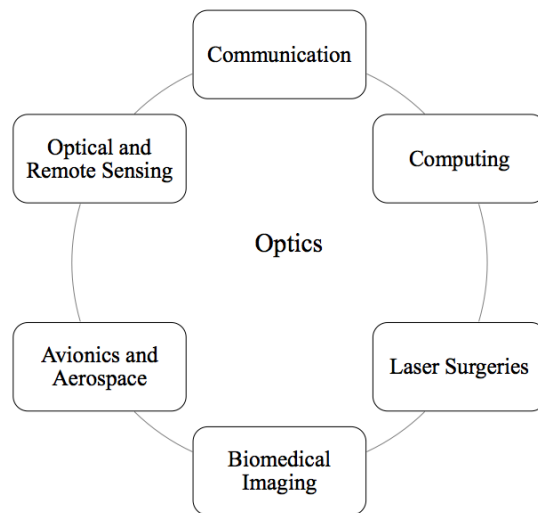 Communication
Optical and
Remote Sensing
Computing
Optics
Avionics and
Aerospace
Laser Surgeries
Biomedical
Imaging